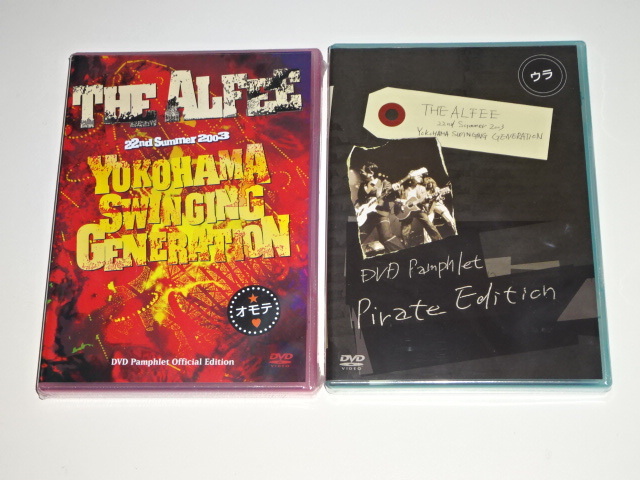 THE ALFEE
22nd Summer 2003
YOKOHAMA
SWINGING
GENERATION
オモテ
DVD Pamphlet Official Edition
DVD
ウラ
THE ALFEE
22nd Summer 2003
YOKOHAMA SWINGING GENERATION
DVD Pamphlet
Pirate Edition
DVD
VIDEO